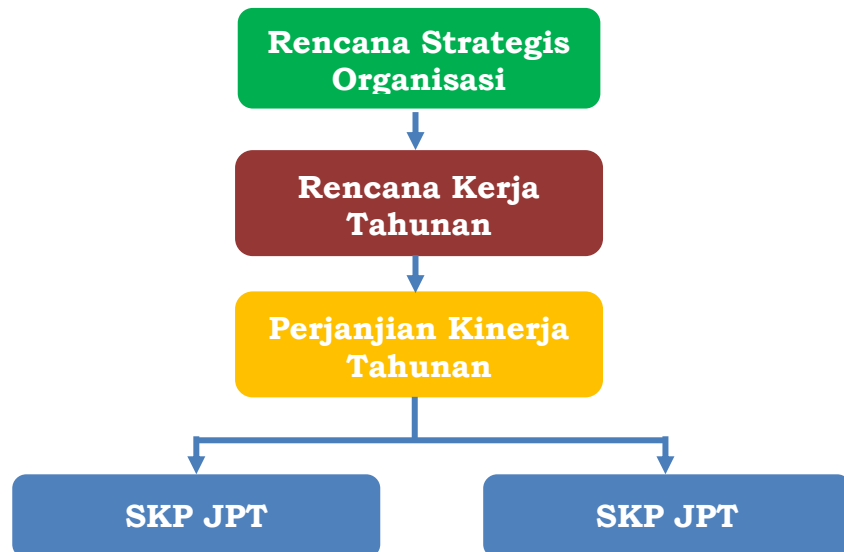 Rencana Strategis
Organisasi
Rencana Kerja
Tahunan
Perjanjian Kinerja
Tahunan
SKP JPT
SKP JPT